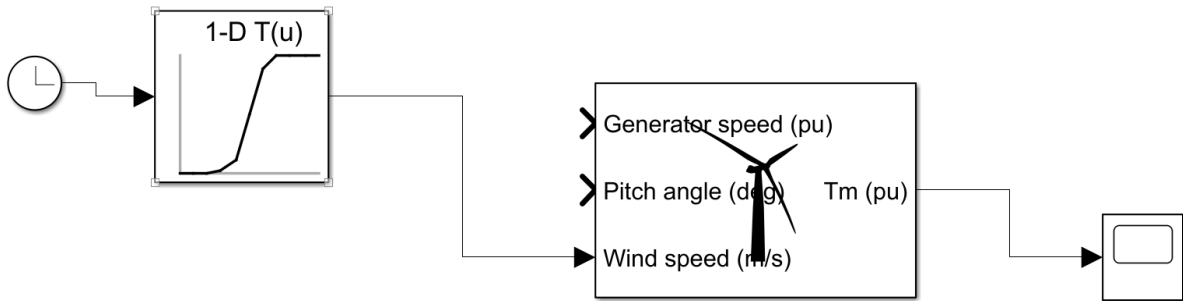 1-D T(u)
Generator speed (pu)
Pitch angle (deg)
Tm (pu)
Wind speed (m/s)